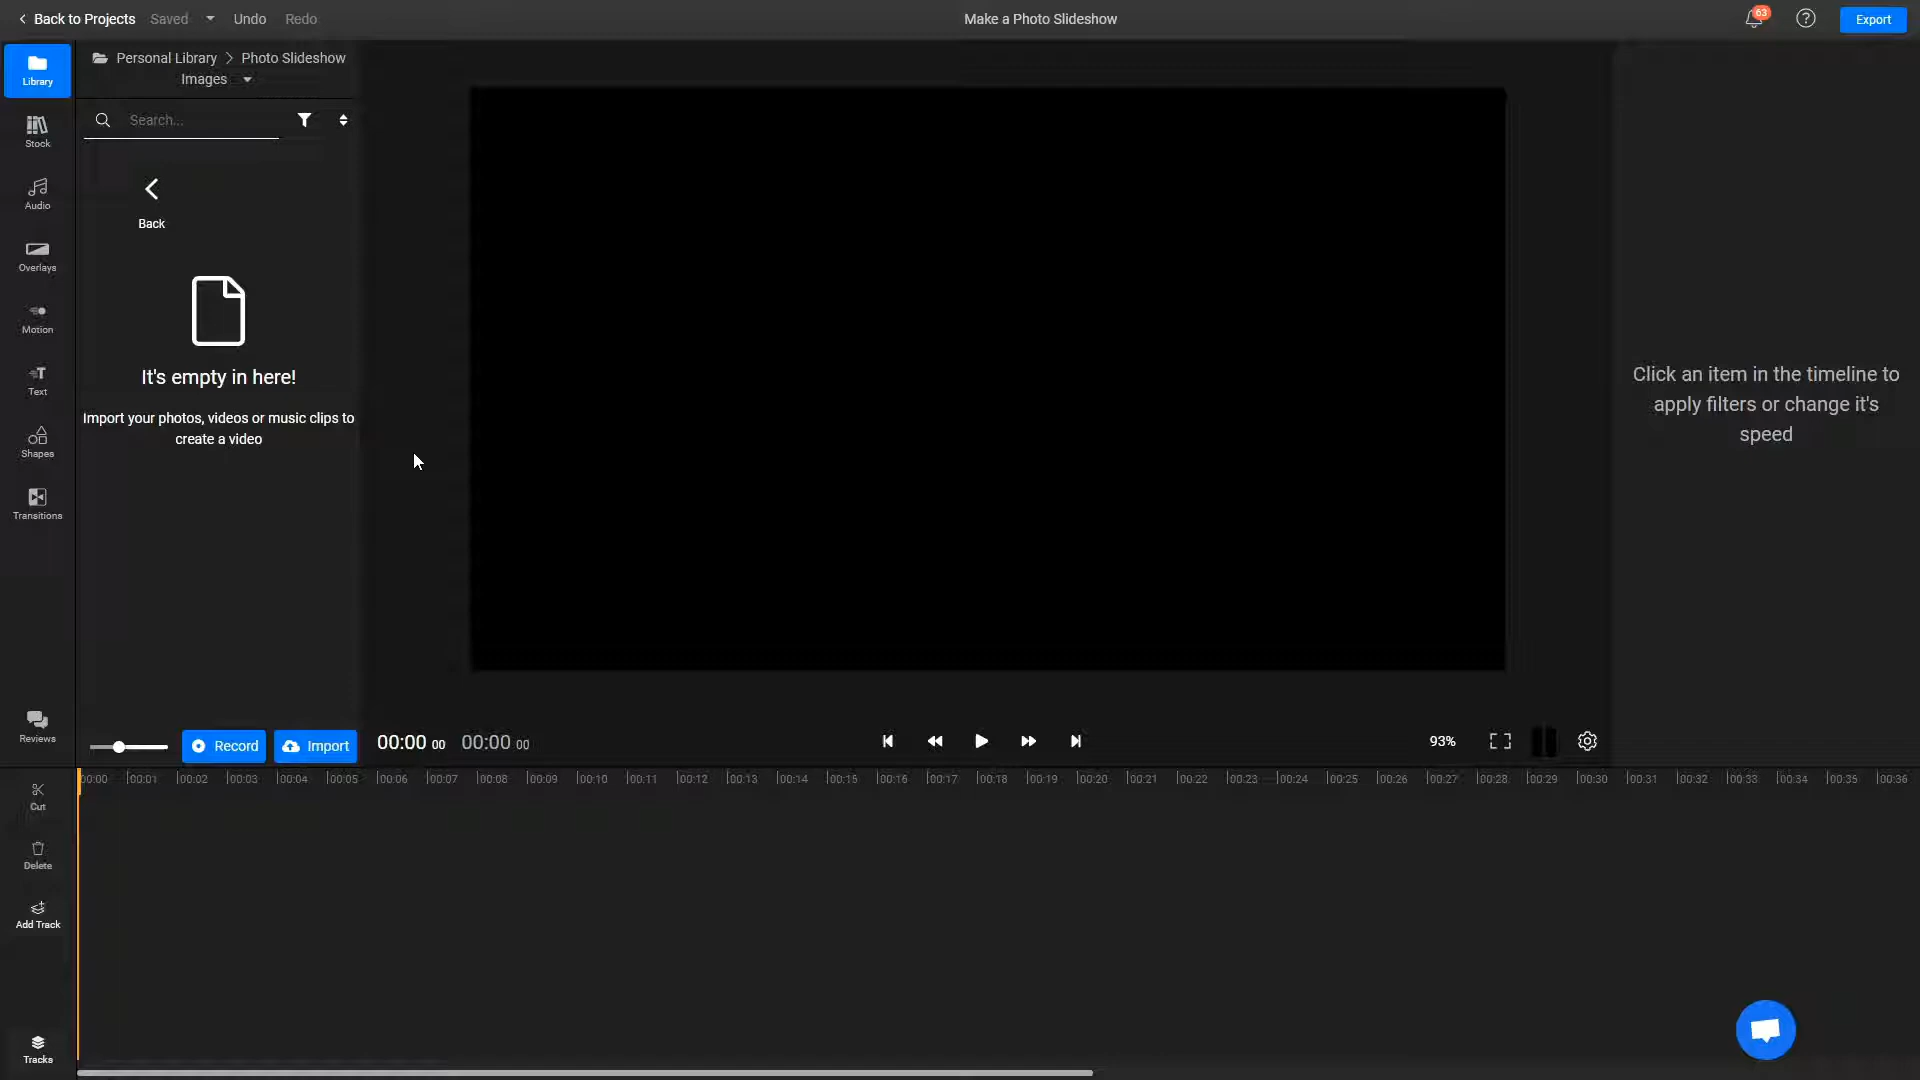 Back to Projects Saved Undo Redo Make a Photo Slideshow 63 Export
Library
Personal Library > Photo Slideshow
Images
Search...
Stock
Audio
Overlays
Motion
Text
Shapes
Transitions
Reviews
Back
It's empty in here!
Import your photos, videos or music clips to
create a video
Click an item in the timeline to
apply filters or change it's
speed
Record Import 00:00 00 00:00 00 93%
00:00 00:01 00:02 00:03 00:04 00:05 00:06 00:07 00:08 00:09 00:10 00:11 00:12 00:13 00:14 00:15 00:16 00:17 00:18 00:19 00:20 00:21 00:22 00:23 00:24 00:25 00:26 00:27 00:28 00:29 00:30 00:31 00:32 00:33 00:34 00:35 00:36
Cut
Delete
Add Track
Tracks